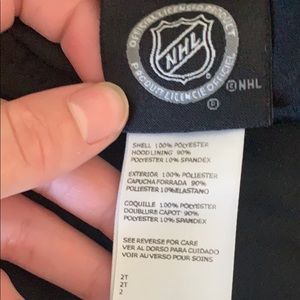 OFFICIAL LICENSED PRODUCT
NHL
PRODUIT LICENCIÉ OFFICIEL
© NHL
SHELL 100% POLYESTER
HOOD LINING 90%
POLYESTER 10% SPANDEX
EXTERIOR 100% POLYESTER
CAPUCHA FORRADA 90%
POLIESTER 10% ELASTANO
COQUILLE 100% POLYESTER
DOUBLURE CAPOT 90%
POLYESTER 10% SPANDEX
SEE REVERSE FOR CARE
VER AL DORSO PARA CUIDADO
VOIR AU VERSO POUR SOINS
2T
2T
2